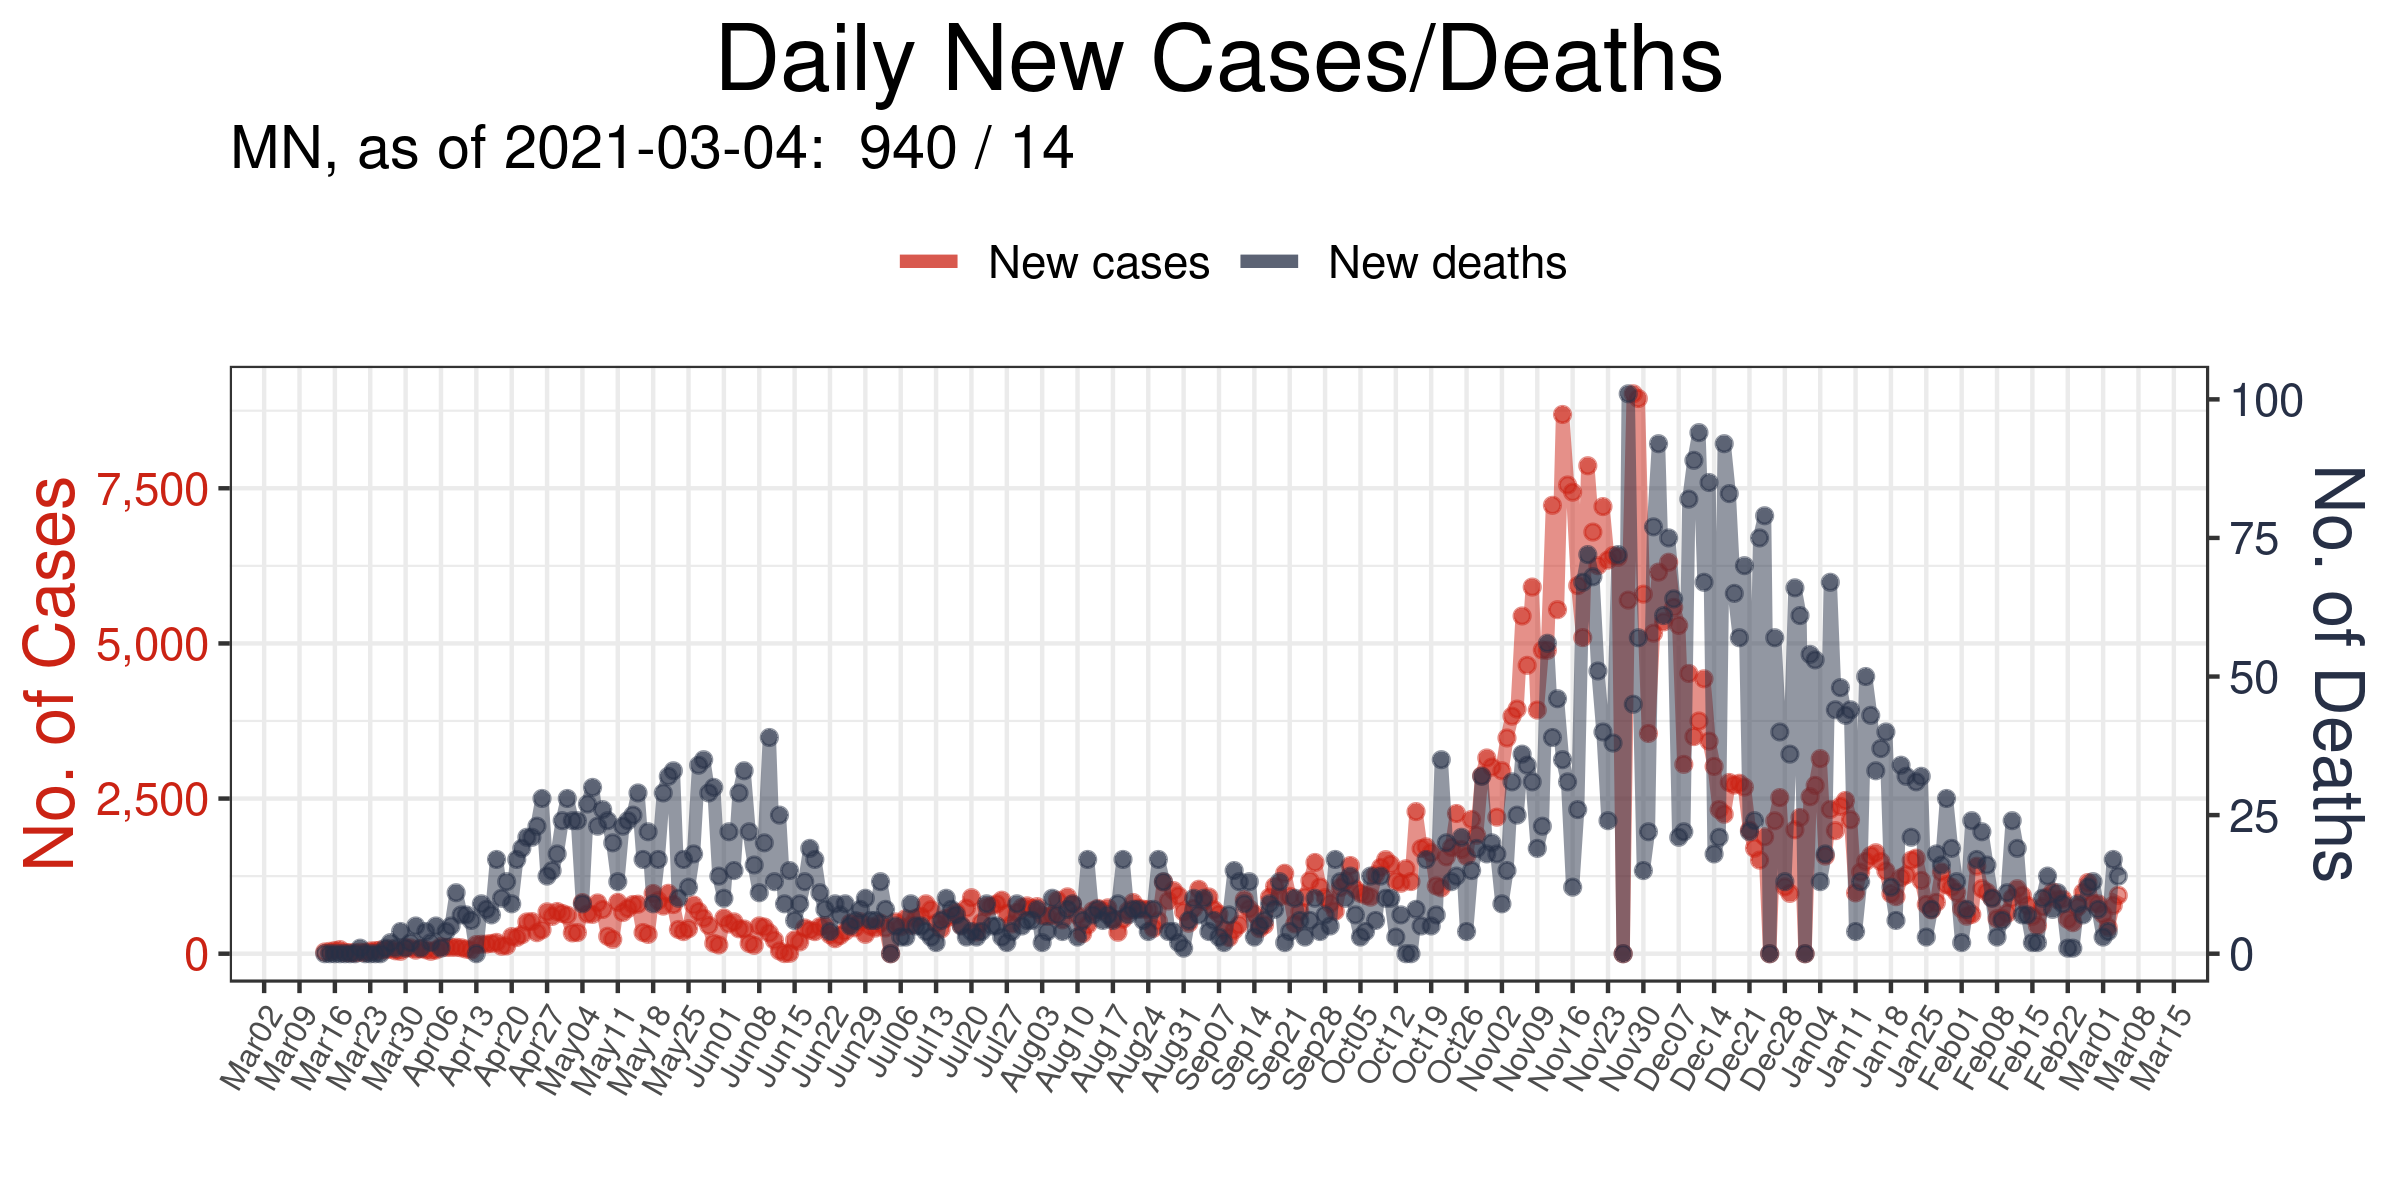 Daily New Cases/Deaths
MN, as of 2021-03-04: 940 / 14
New cases New deaths
No. of Cases
7,500
5,000
2,500
0
100
75
50
25
0
No. of Deaths
Mar02 Mar09 Mar16 Mar23 Mar30 Apr06 Apr13 Apr20 Apr27 May04 May11 May18 May25 Jun01 Jun08 Jun15 Jun22 Jun29 Jul06 Jul13 Jul20 Jul27 Aug03 Aug10 Aug17 Aug24 Aug31 Sep07 Sep14 Sep21 Sep28 Oct05 Oct12 Oct19 Oct26 Nov02 Nov09 Nov16 Nov23 Nov30 Dec07 Dec14 Dec21 Dec28 Dec04 Jan11 Jan18 Jan25 Feb01 Feb08 Feb15 Feb22 Mar01 Mar08 Mar15